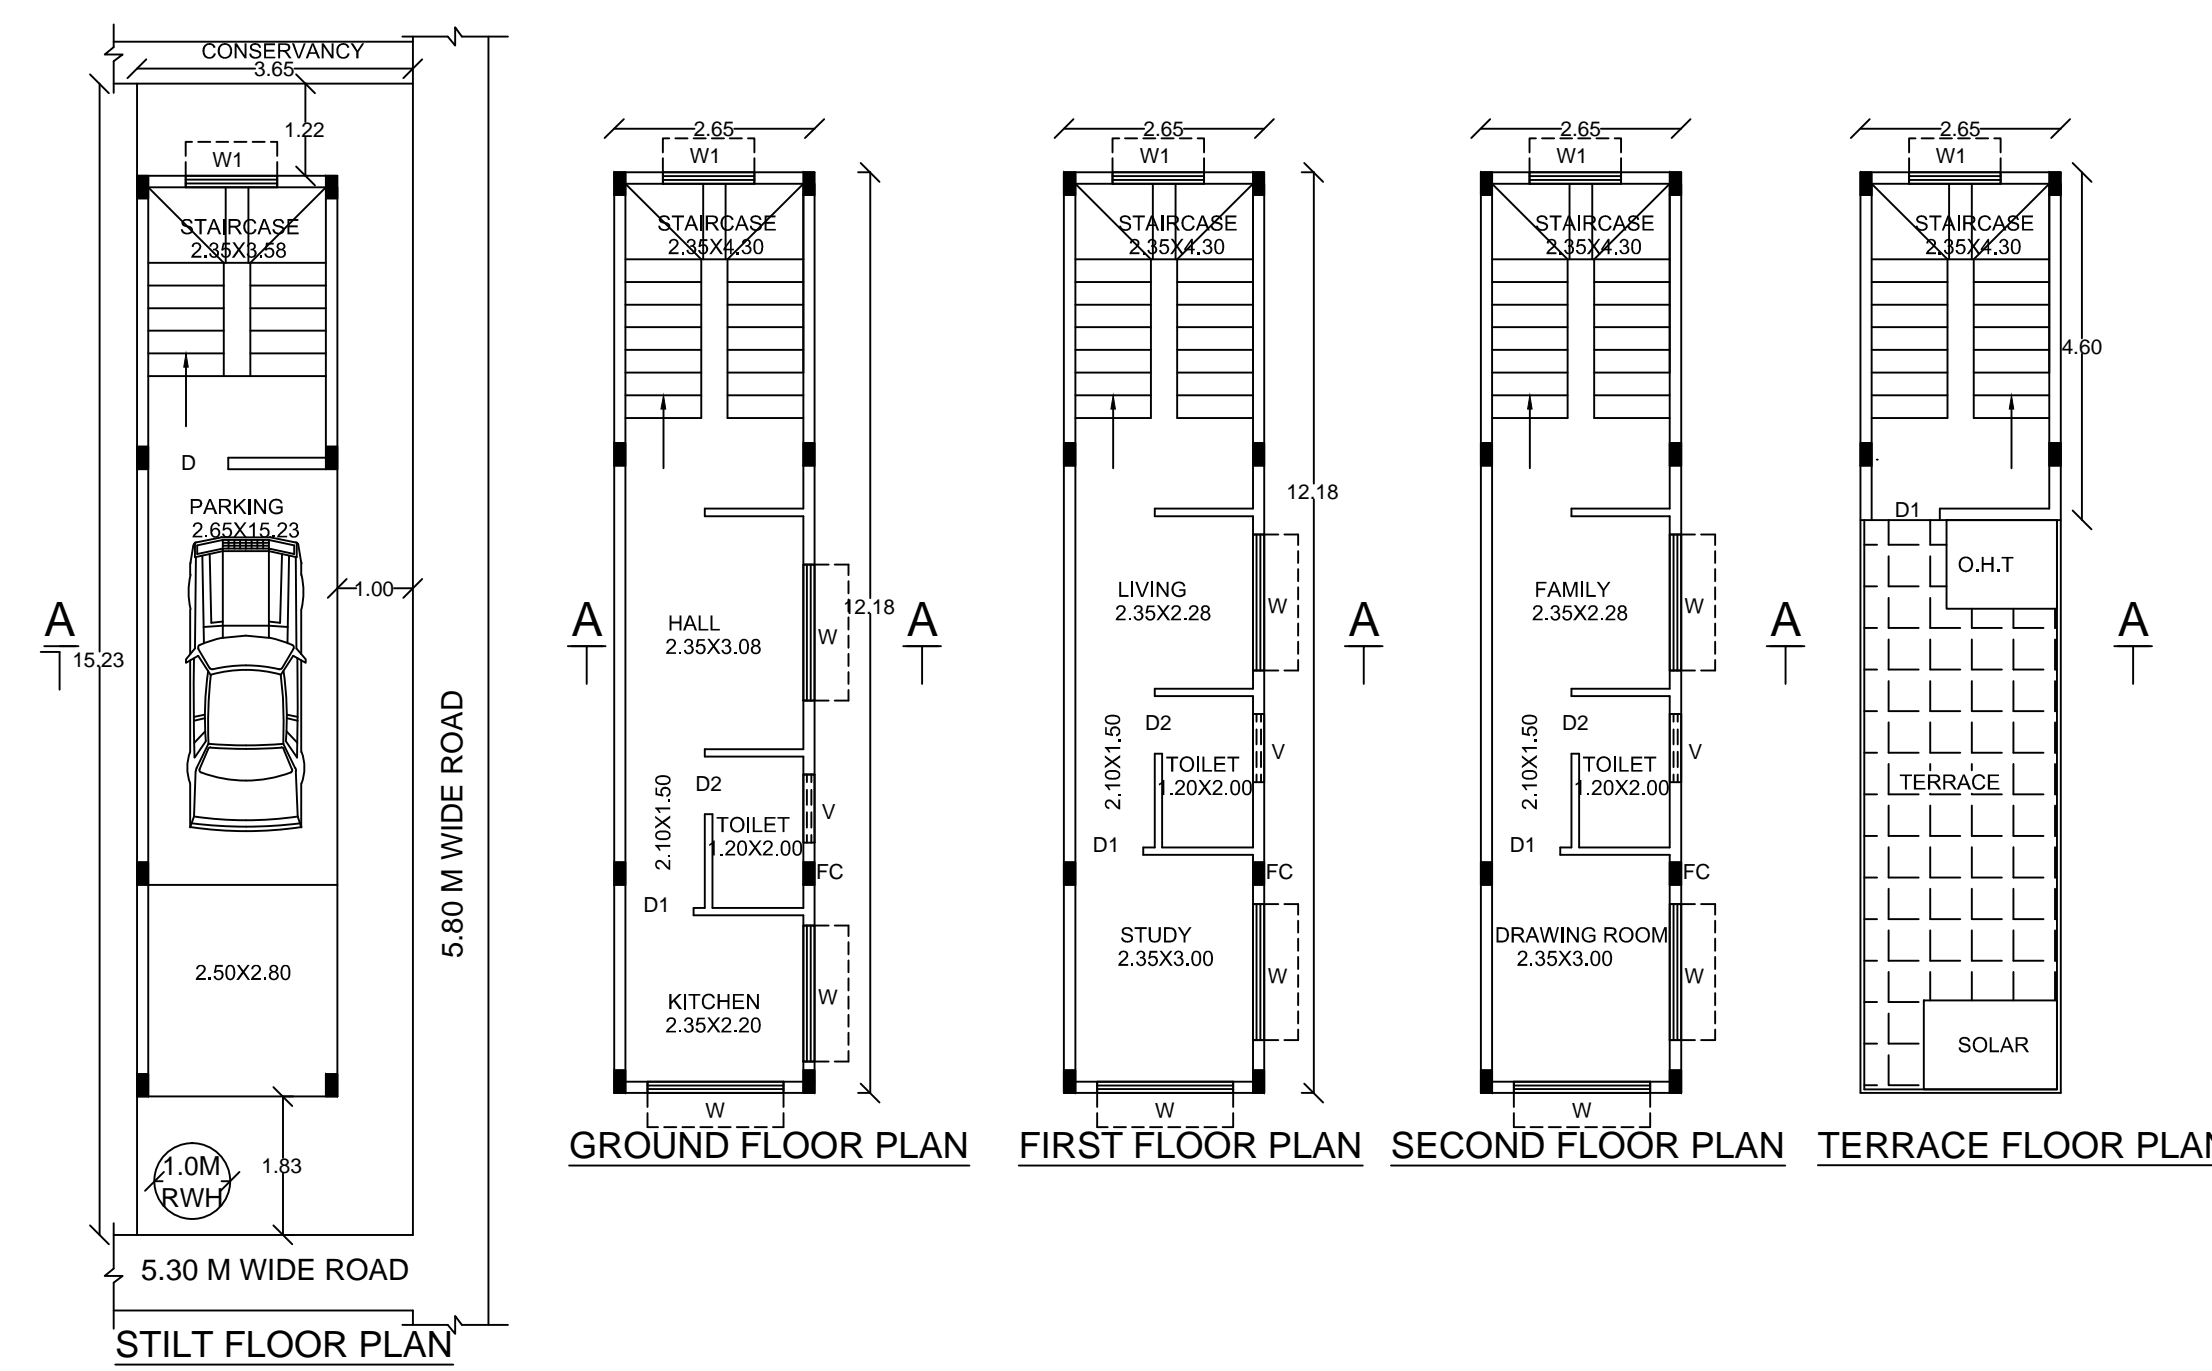 CONSERVANCY
3.65
1.22
W1
STAIRCASE
2.35X3.58
D
PARKING
2.65X15.23
1.00
A
15.23
5.80 M WIDE ROAD
2.50X2.80
1.0M
RWH
1.83
5.30 M WIDE ROAD
STILT FLOOR PLAN
2.65
W1
STAIRCASE
2.35X4.30
12.18
A
A
HALL
2.35X3.08
W
2.10X1.50
D2
TOILET
1.20X2.00
V
FC
D1
KITCHEN
2.35X2.20
W
W
GROUND FLOOR PLAN
2.65
W1
STAIRCASE
2.35X4.30
12.18
LIVING
2.35X2.28
W
A
2.10X1.50
D2
TOILET
1.20X2.00
V
D1
FC
STUDY
2.35X3.00
W
W
FIRST FLOOR PLAN
2.65
W1
STAIRCASE
2.35X4.30
FAMILY
2.35X2.28
W
A
2.10X1.50
D2
TOILET
1.20X2.00
V
D1
FC
DRAWING ROOM
2.35X3.00
W
W
SECOND FLOOR PLAN
2.65
W1
STAIRCASE
2.35X4.30
4.60
D1
O.H.T
A
TERRACE
SOLAR
TERRACE FLOOR PLAN